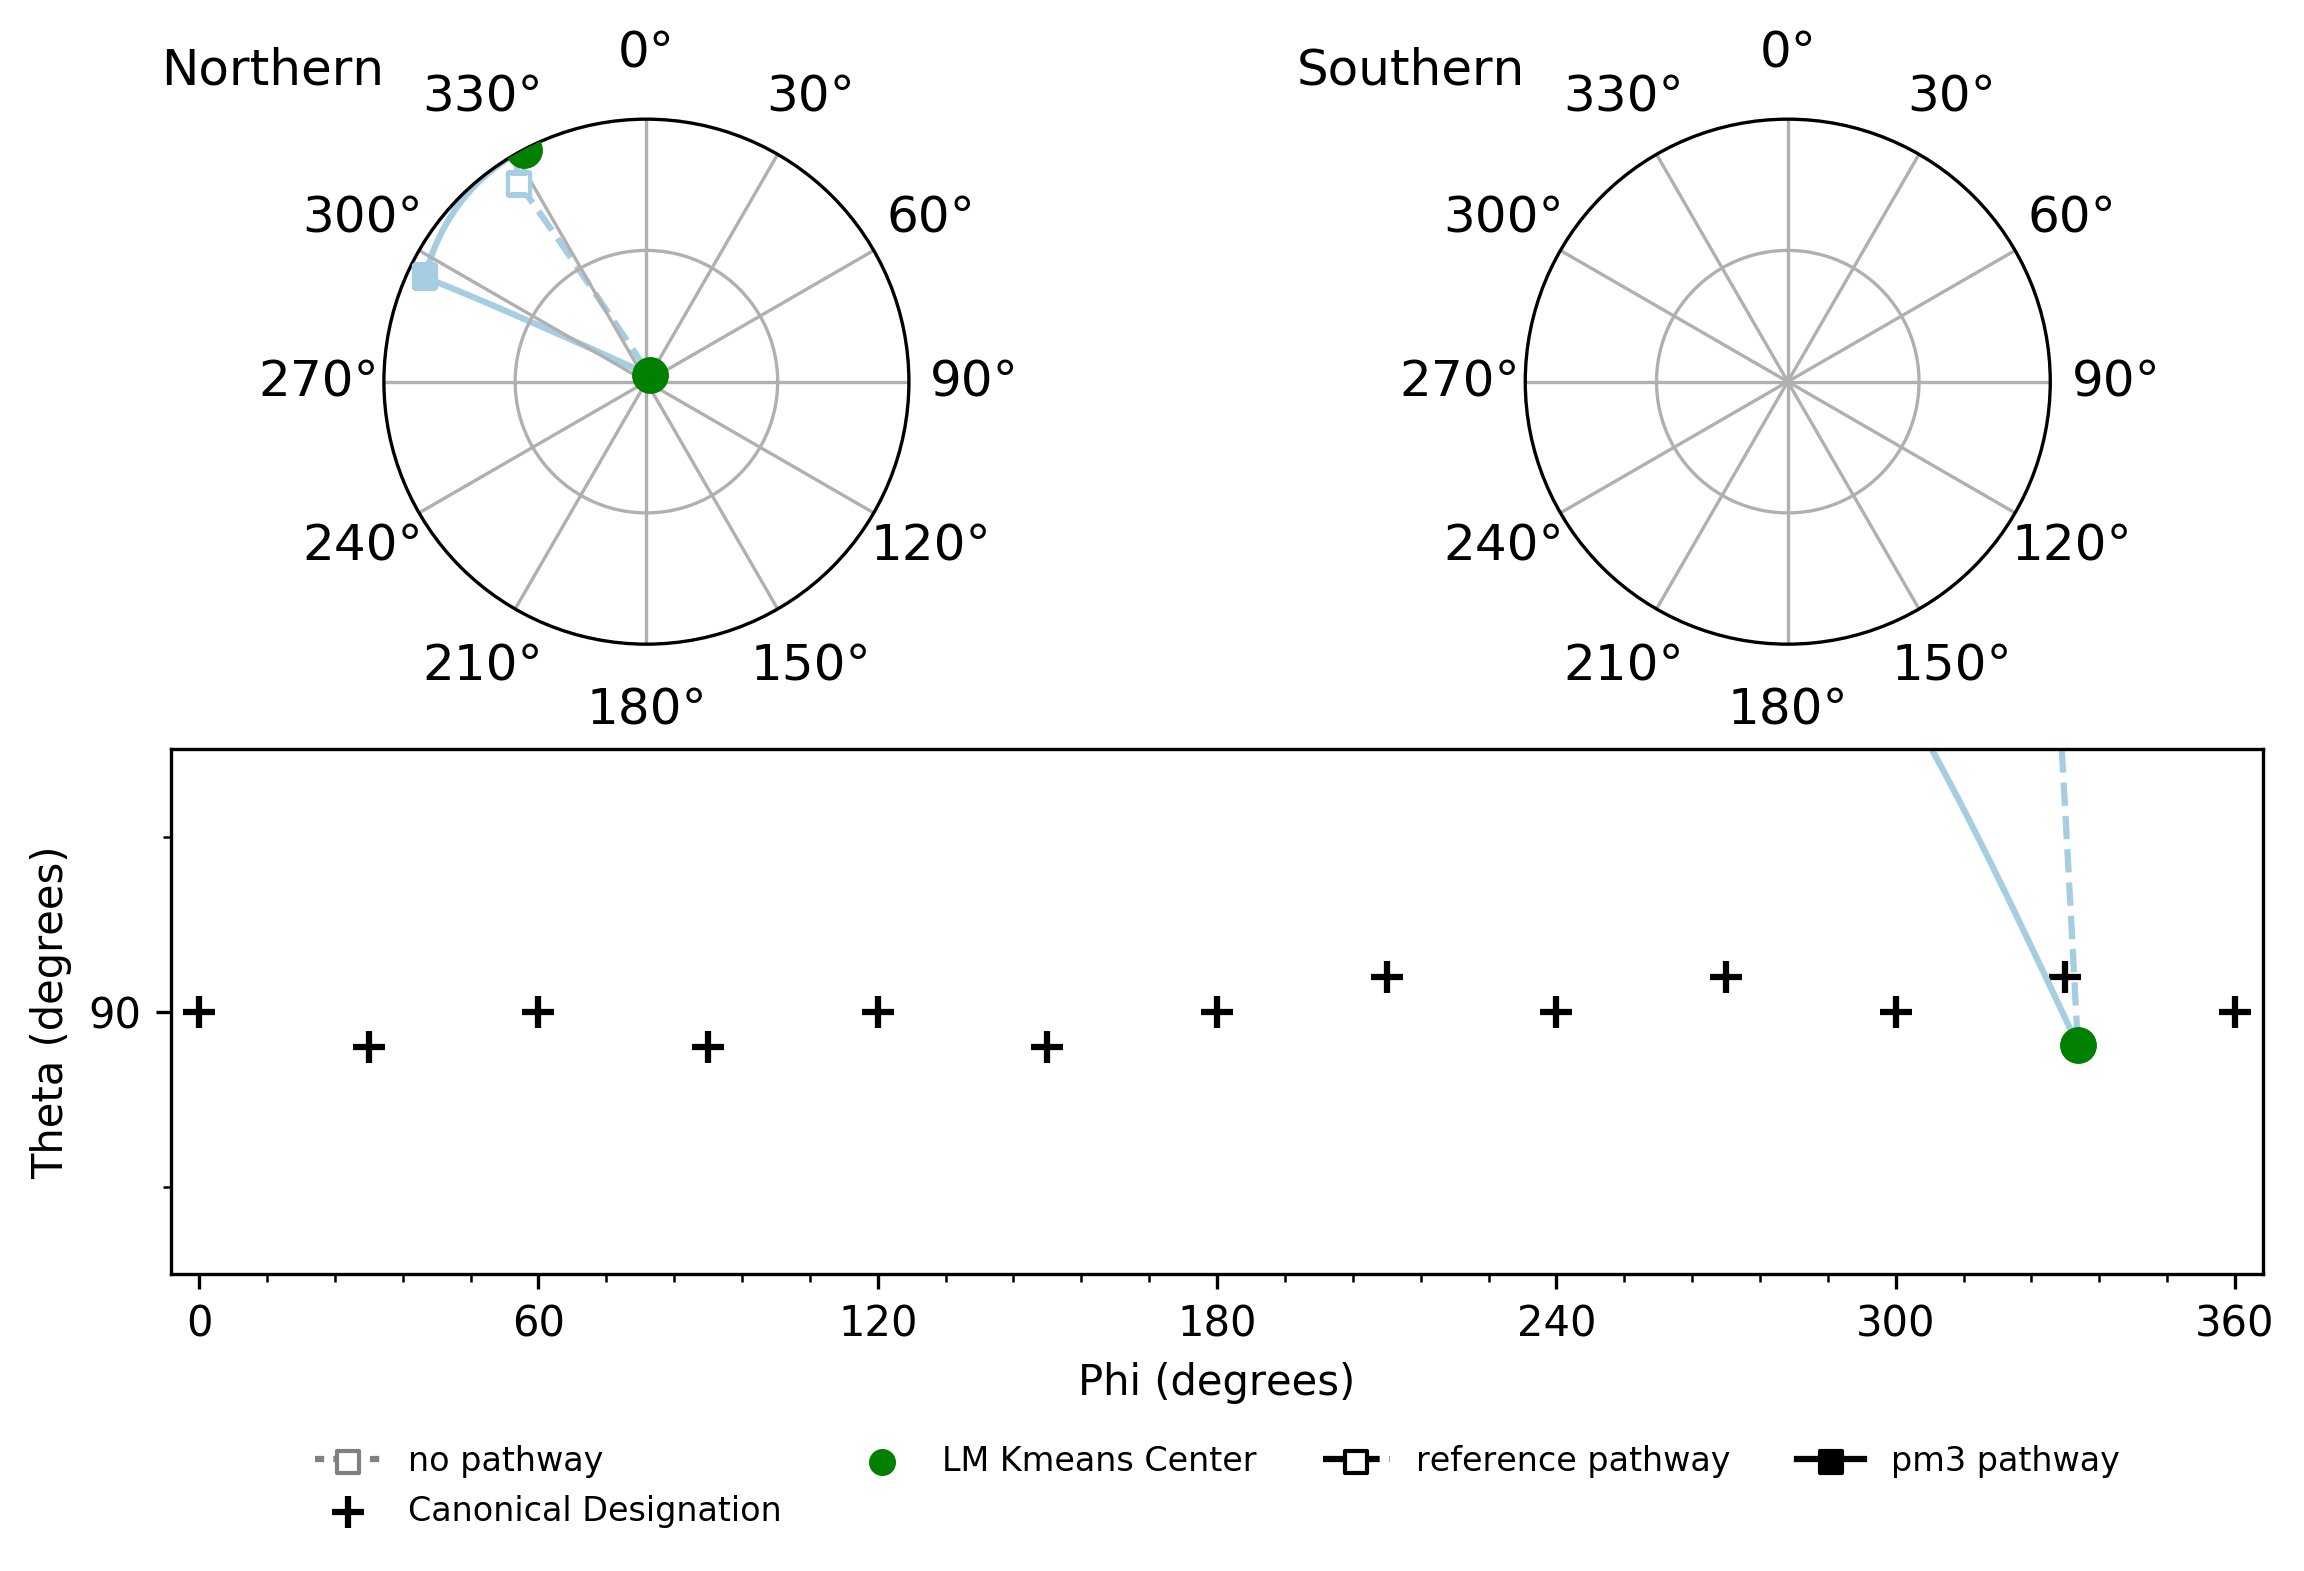 Northern
0°
330°
30°
300°
60°
270°
90°
240°
120°
210°
150°
180°
Southern
0°
330°
30°
300°
60°
270°
90°
240°
120°
210°
150°
180°
Theta (degrees)
90
0 60 120 180 240 300 360
Phi (degrees)
no pathway
Canonical Designation
LM Kmeans Center
reference pathway
pm3 pathway